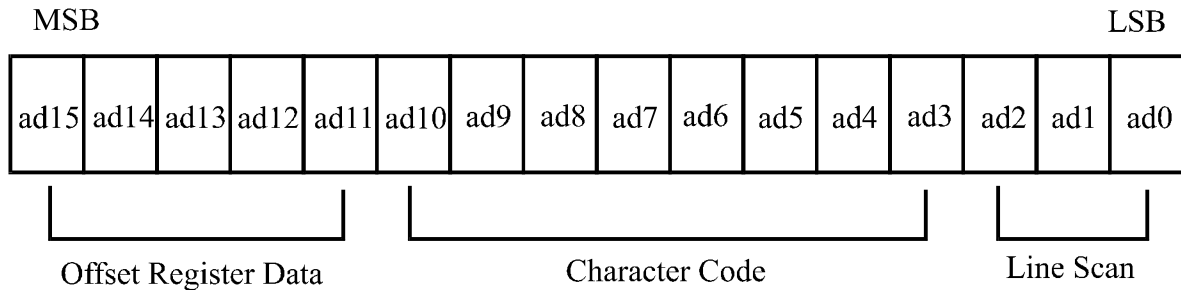 MSB LSB
ad15 ad14 ad13 ad12 ad11 ad10 ad9 ad8 ad7 ad6 ad5 ad4 ad3 ad2 ad1 ad0
Offset Register Data Character Code Line Scan